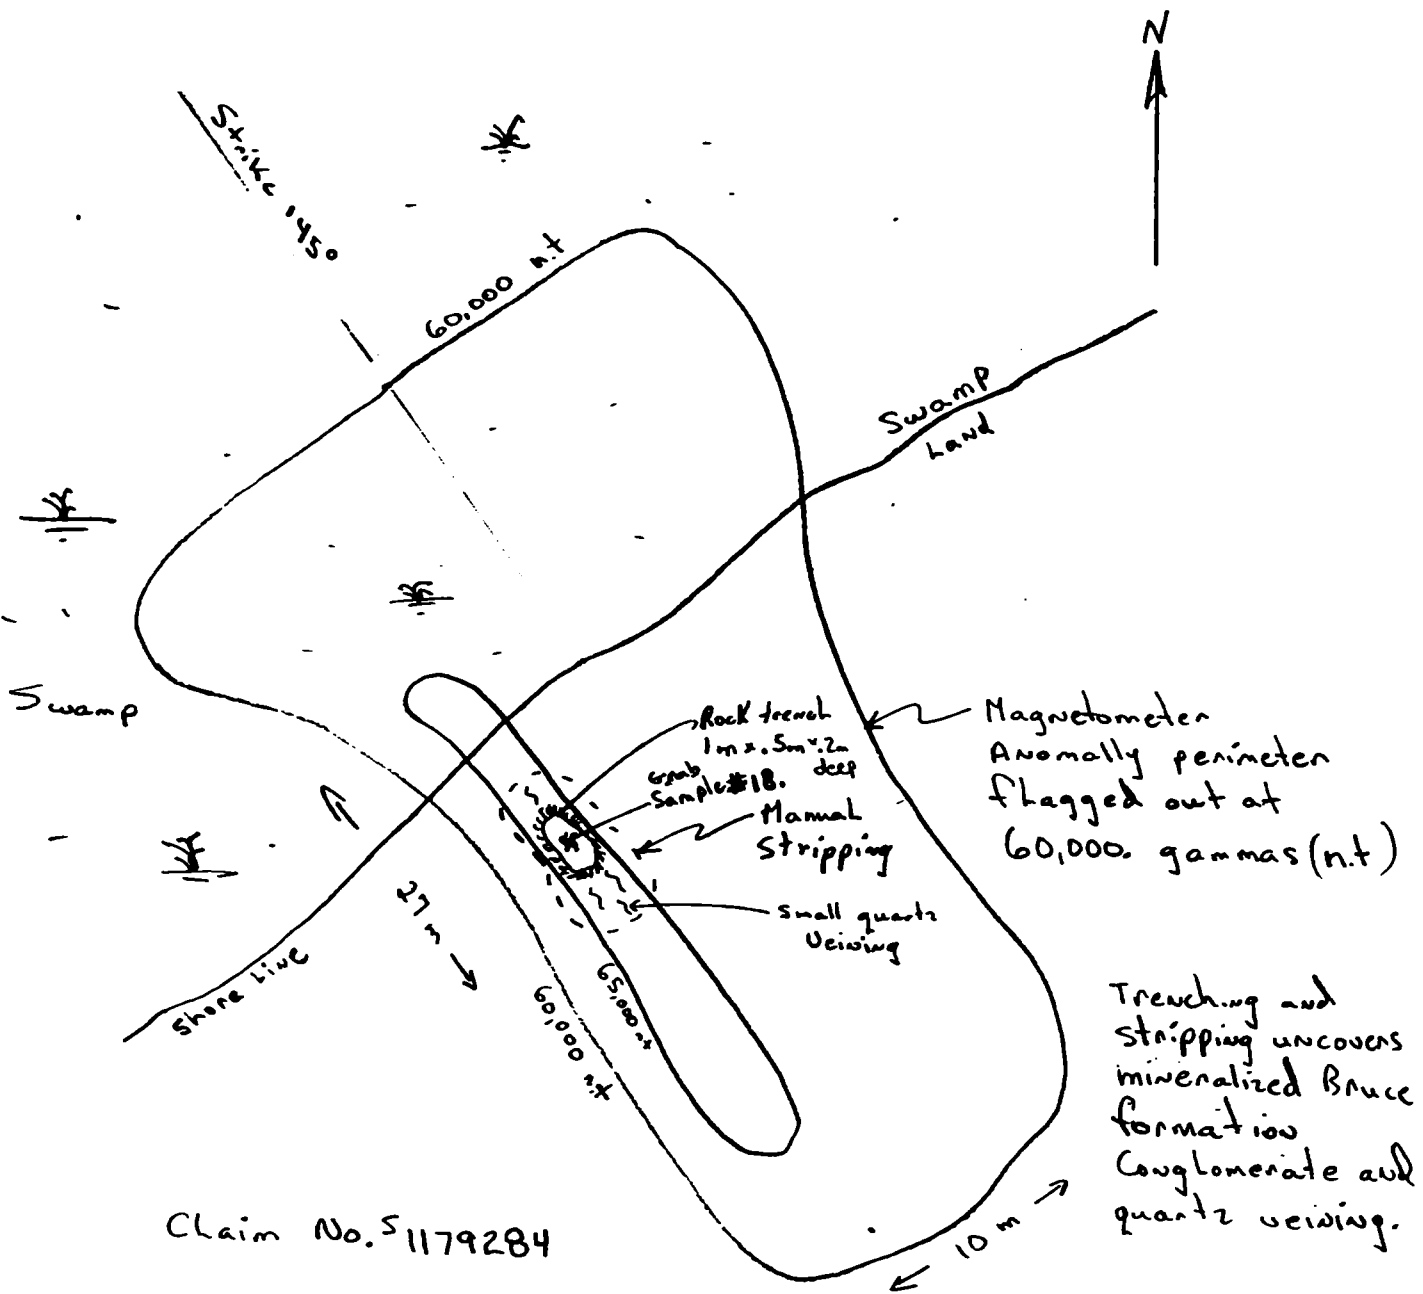 N
Strike 145°
60,000 n.t
Swamp
Land
Swamp
Rock trench
1m x .5m x .2m
deep
Grab
Sample #18.
Manual
Stripping
Small quartz
Veining
Magnetometer
Anomally perimeter
flagged out at
60,000. gammas (n.t)
27 m
Shore Line
65,000 nt
60,000 n.t
Trenching and
stripping uncovers
mineralized Bruce
formation
Conglomerate and
quartz veining.
10 m
Claim No. S 1179284